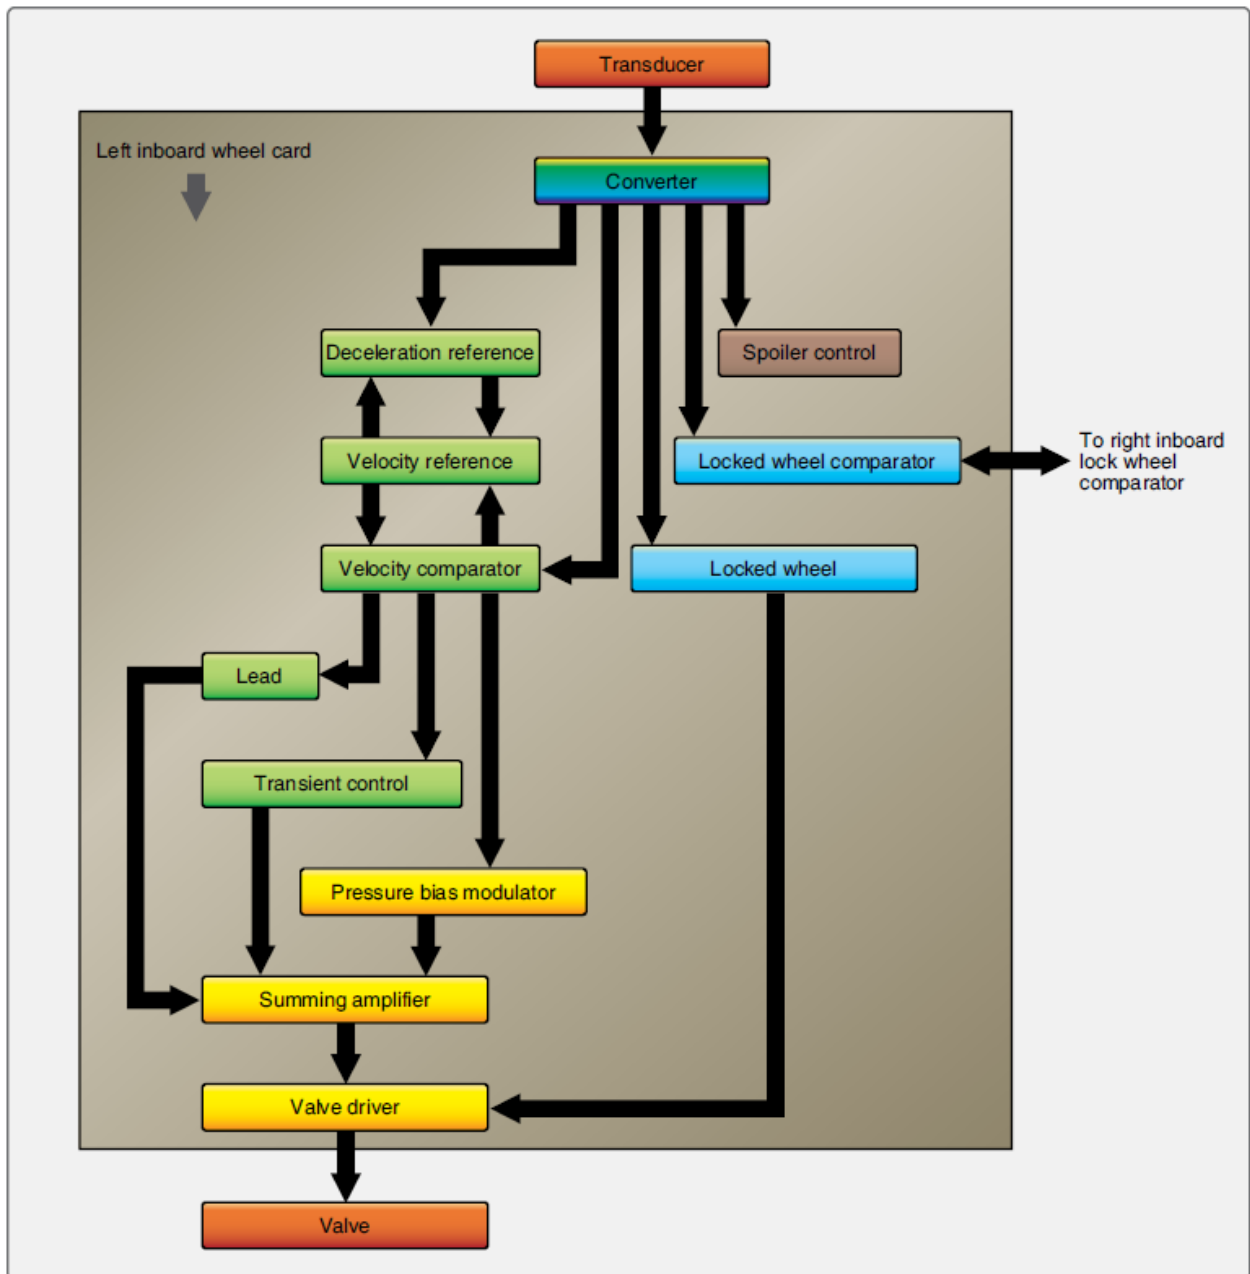 Transducer
Left inboard wheel card
Converter
Deceleration reference
Spoiler control
Velocity reference
Locked wheel comparator
To right inboard
lock wheel
comparator
Velocity comparator
Locked wheel
Lead
Transient control
Pressure bias modulator
Summing amplifier
Valve driver
Valve